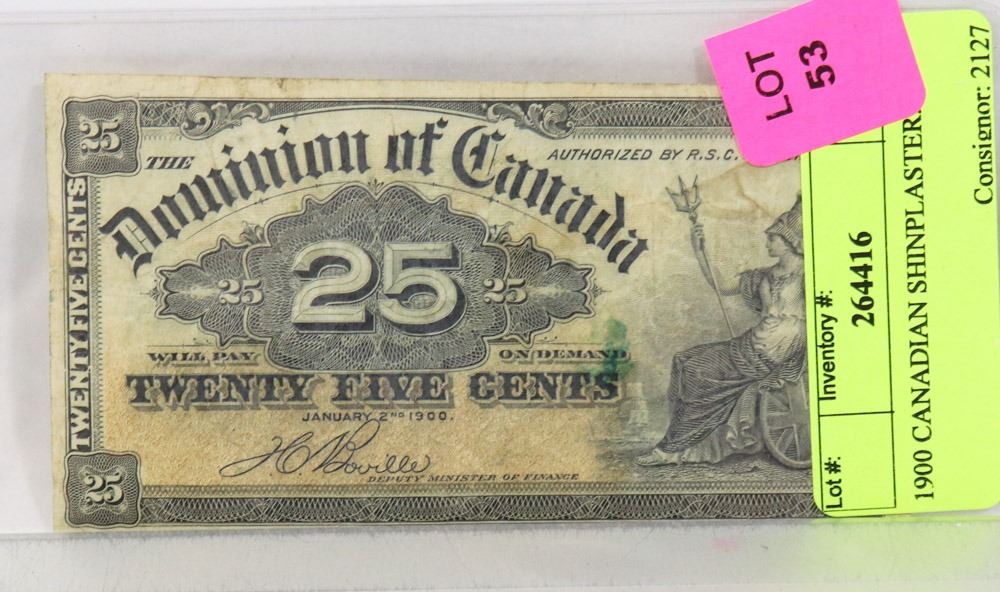 25
THE
Dominion of Canada
AUTHORIZED BY R.S.C.
TWENTY FIVE CENTS
25
25
25
WILL PAY
ON DEMAND
TWENTY FIVE CENTS
JANUARY 2ND 1900.
J C Boville
DEPUTY MINISTER OF FINANCE
25
LOT
53
Lot #:
Inventory #:
264416
1900 CANADIAN SHINPLASTER
Consignor: 2127